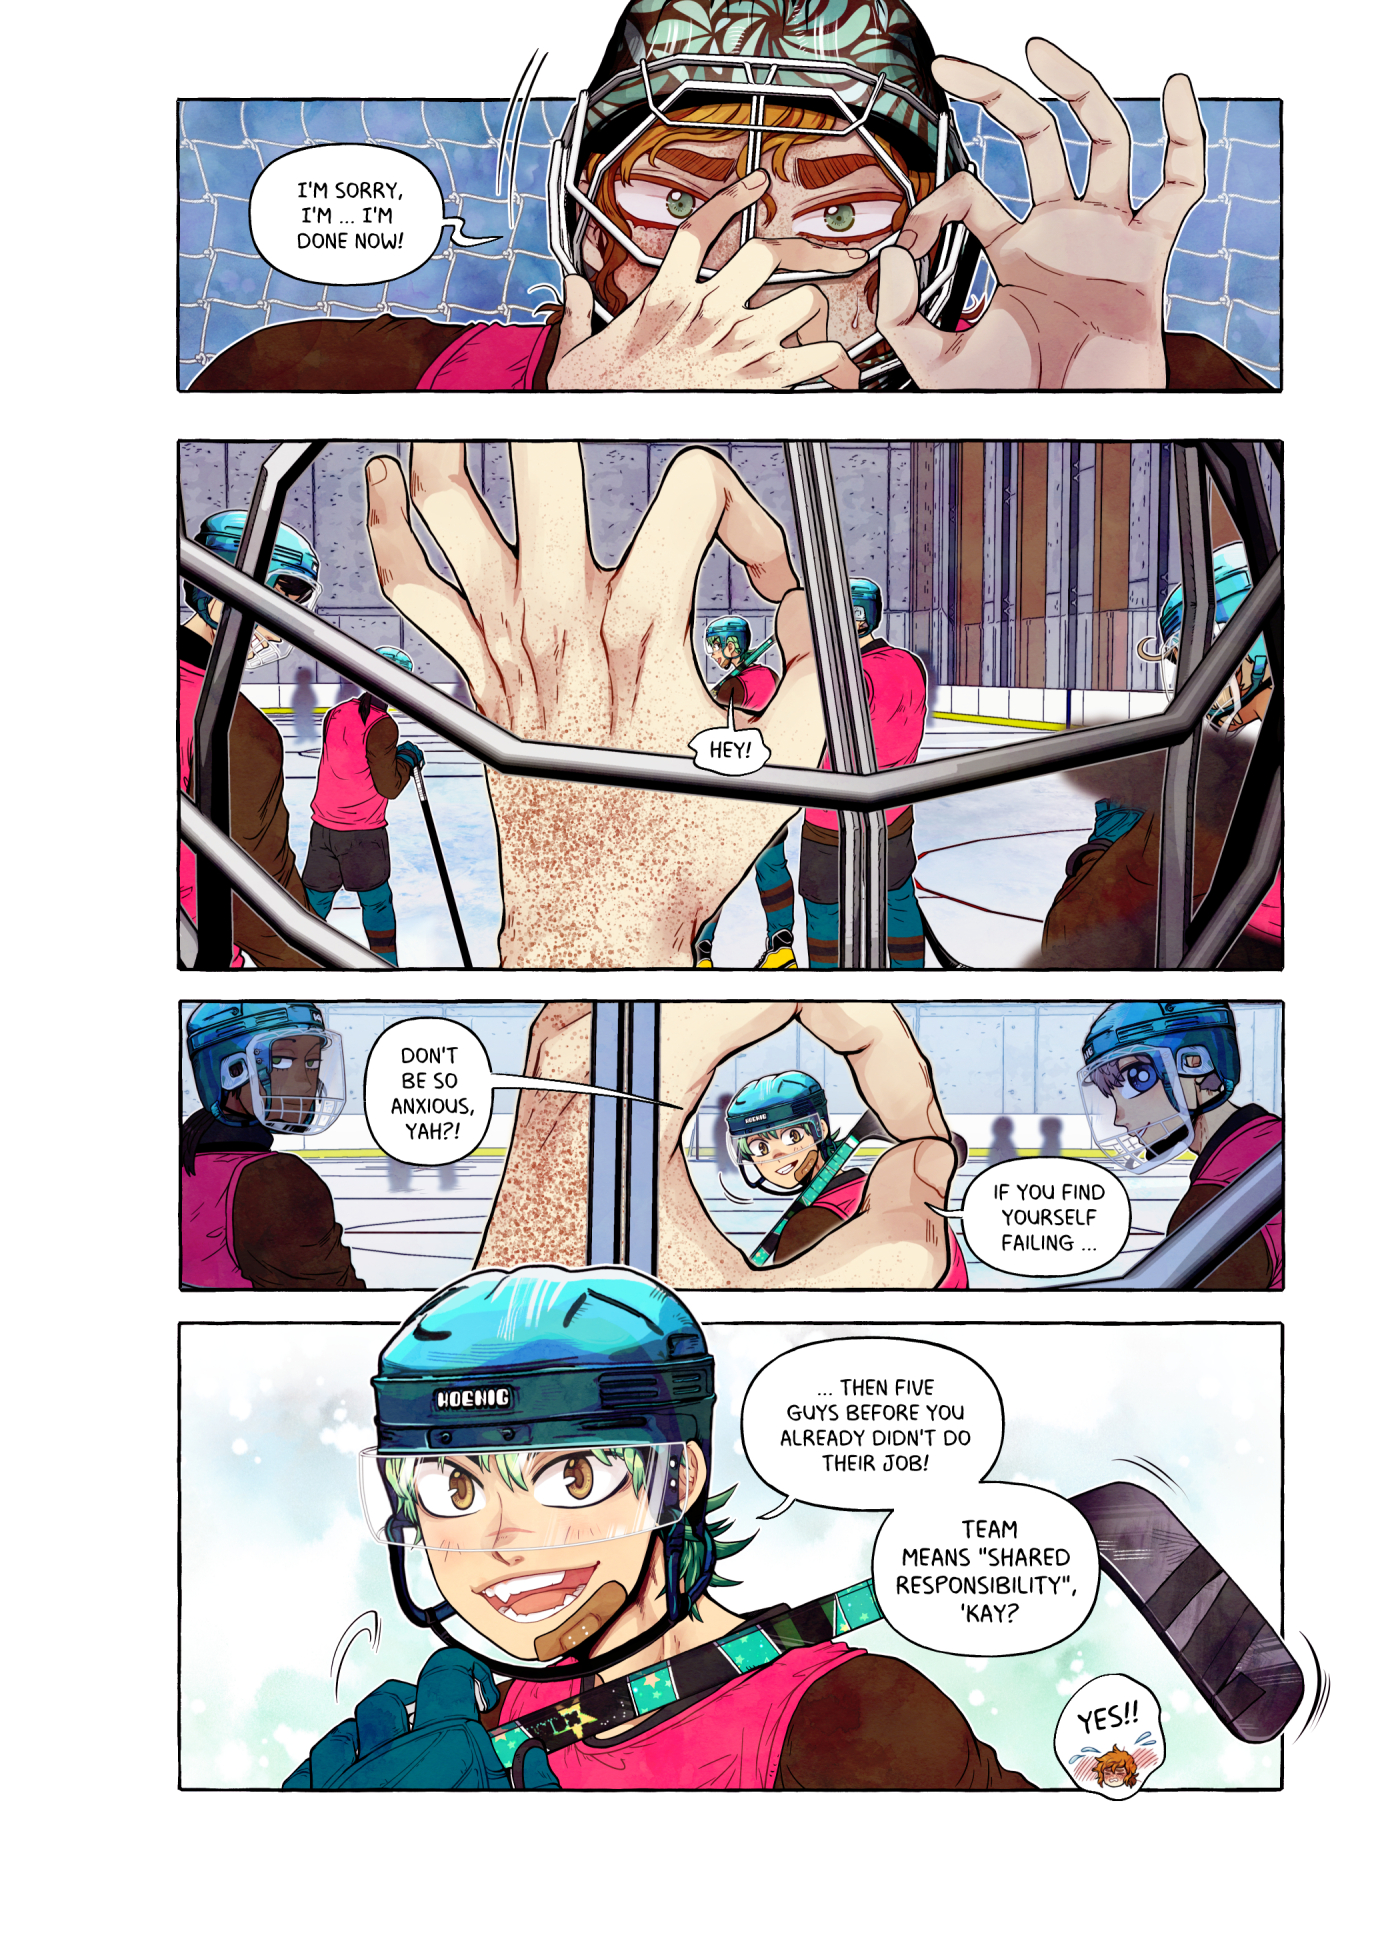 I'M SORRY,
I'M ... I'M
DONE NOW!
HEY!
DON'T
BE SO
ANXIOUS,
YAH?!
IF YOU FIND
YOURSELF
FAILING ...
HOENIG
... THEN FIVE
GUYS BEFORE YOU
ALREADY DIDN'T DO
THEIR JOB!
TEAM
MEANS "SHARED
RESPONSIBILITY",
'KAY?
YES!!